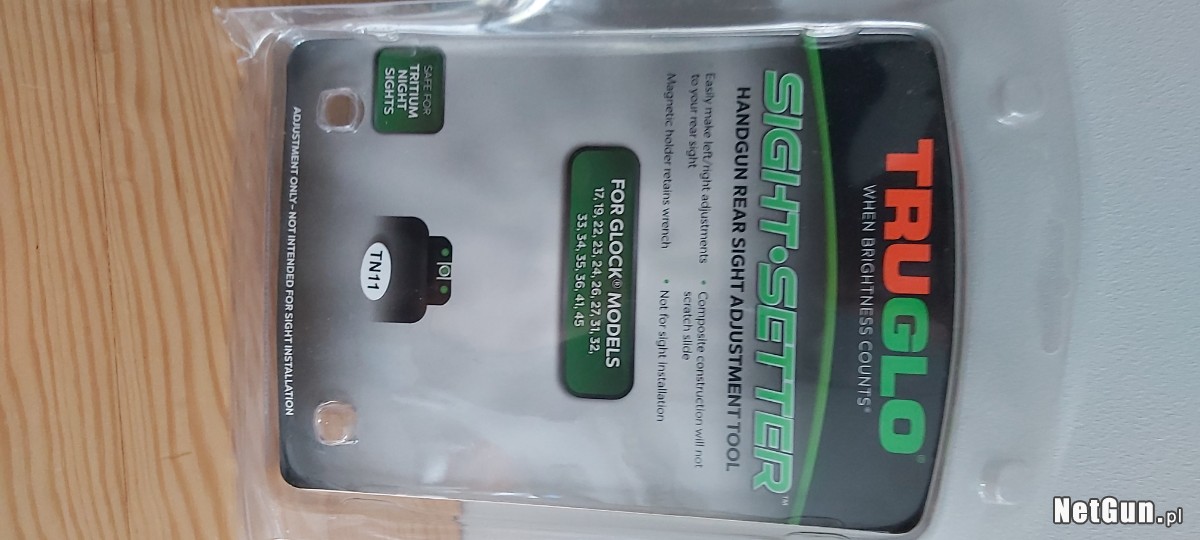 TRUGLO®
WHEN BRIGHTNESS COUNTS®
SIGHT•SETTER™
HANDGUN REAR SIGHT ADJUSTMENT TOOL
Easily make left/right adjustments
to your rear sight
Magnetic holder retains wrench
• Composite construction will not
scratch slide
• Not for sight installation
FOR GLOCK® MODELS
17, 19, 22, 23, 24, 26, 27, 31, 32,
33, 34, 35, 36, 41, 45
TN11
SAFE FOR
TRITIUM
NIGHT
SIGHTS
ADJUSTMENT ONLY – NOT INTENDED FOR SIGHT INSTALLATION
NetGun.pl